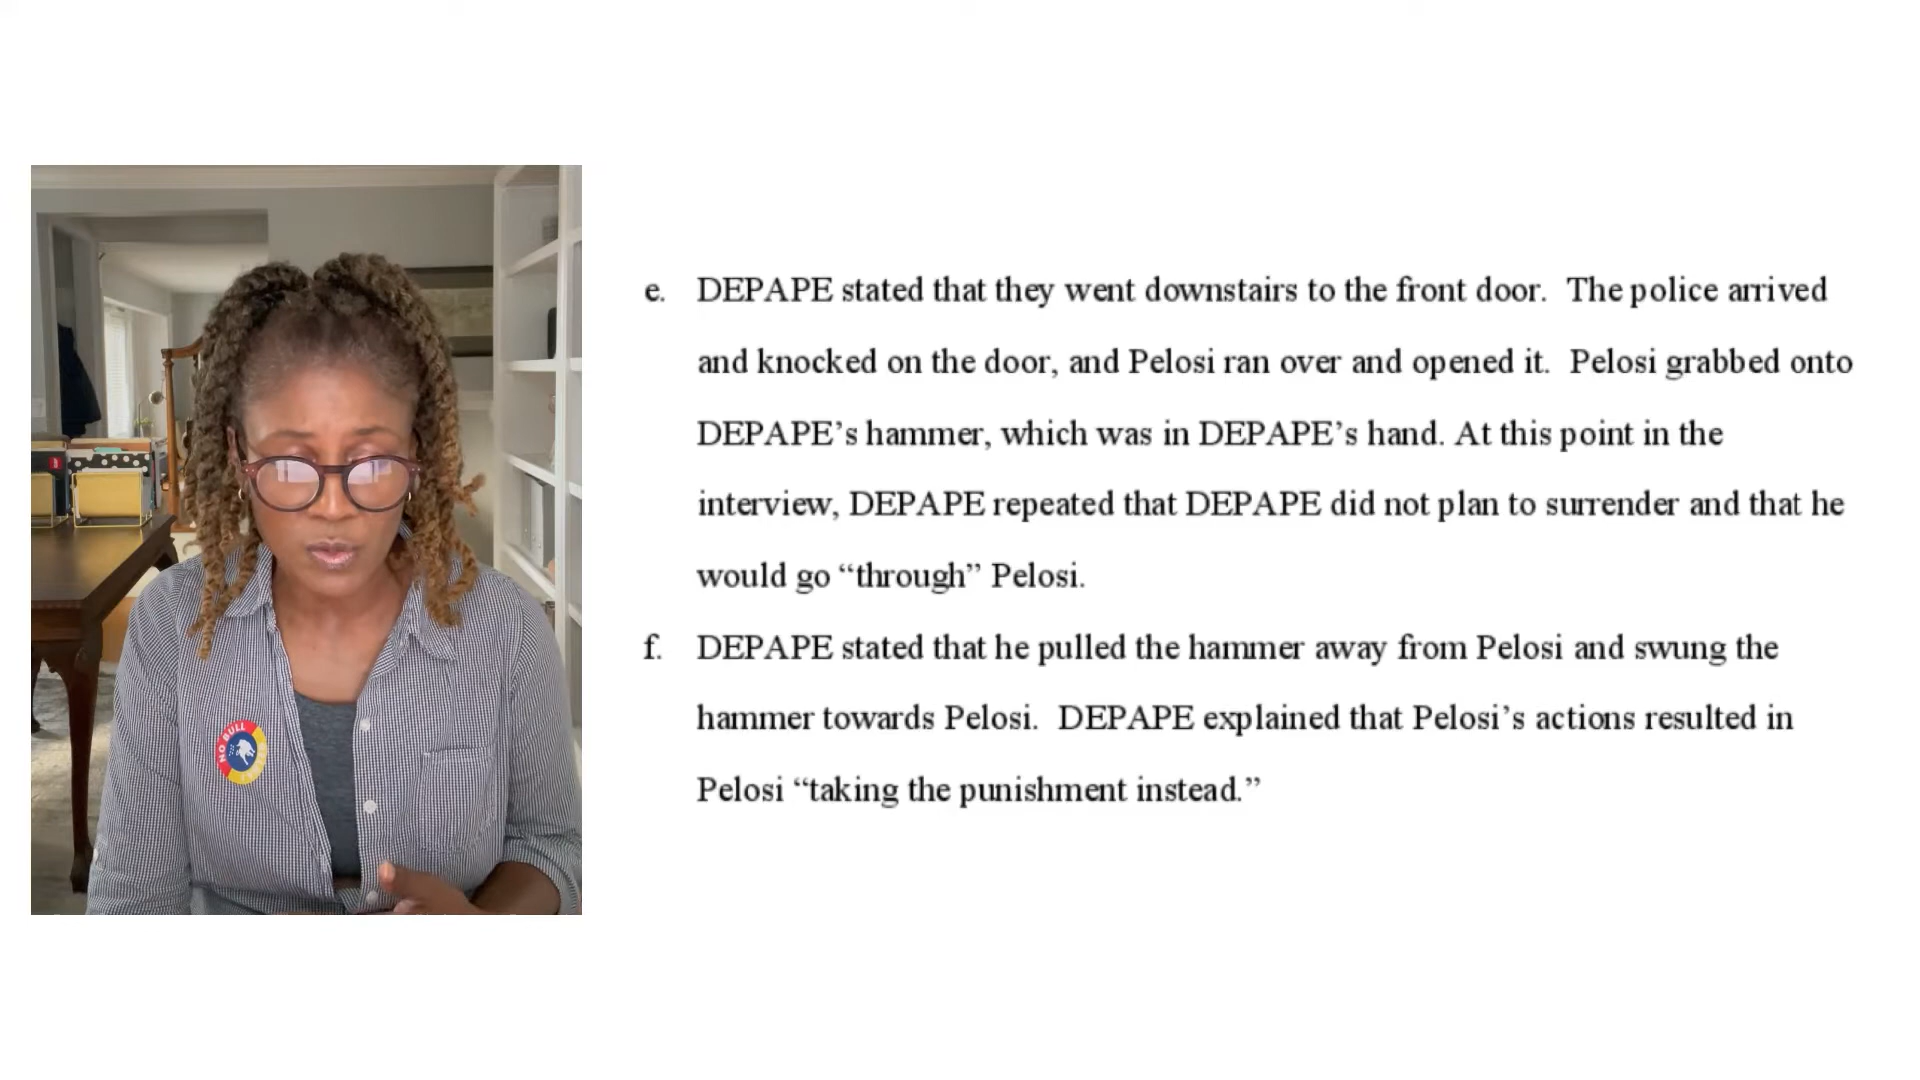 e. DEPAPE stated that they went downstairs to the front door. The police arrived
and knocked on the door, and Pelosi ran over and opened it. Pelosi grabbed onto
DEPAPE’s hammer, which was in DEPAPE’s hand. At this point in the
interview, DEPAPE repeated that DEPAPE did not plan to surrender and that he
would go “through” Pelosi.
f. DEPAPE stated that he pulled the hammer away from Pelosi and swung the
hammer towards Pelosi. DEPAPE explained that Pelosi’s actions resulted in
Pelosi “taking the punishment instead.”
NO BULL